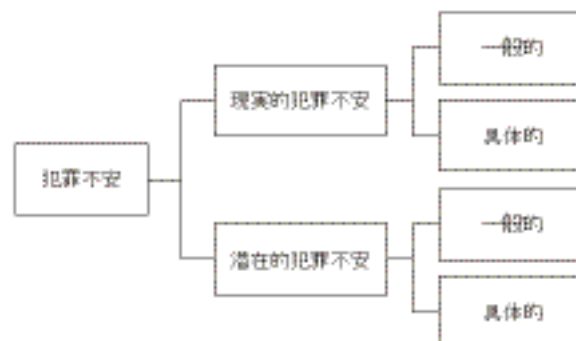 犯罪不安
現実的犯罪不安
一般的
具体的
潜在的犯罪不安
一般的
具体的